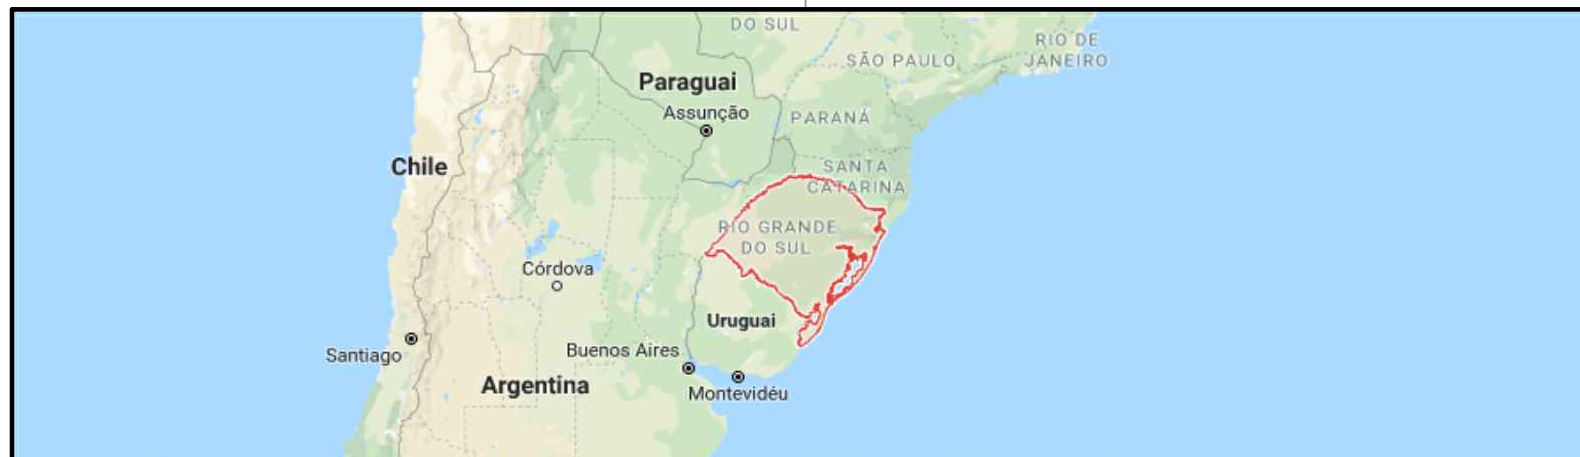 DO SUL
RIO DE
JANEIRO
SÃO PAULO
Paraguai
Assunção
PARANÁ
Chile
SANTA
CATARINA
RIO GRANDE
DO SUL
Córdova
Uruguai
Santiago
Buenos Aires
Argentina
Montevidéu